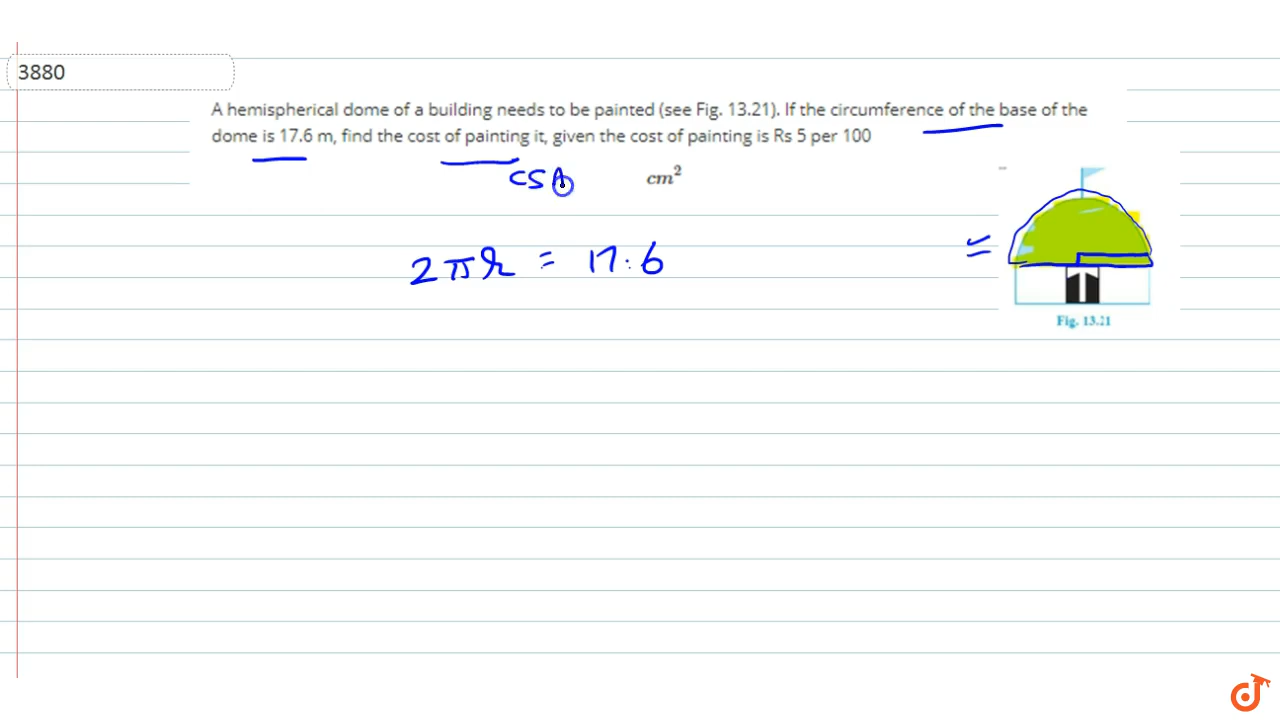 3880
A hemispherical dome of a building needs to be painted (see Fig. 13.21). If the circumference of the base of the
dome is 17.6 m, find the cost of painting it, given the cost of painting is Rs 5 per 100
CSA
cm²
2πr = 17.6
Fig. 13.21